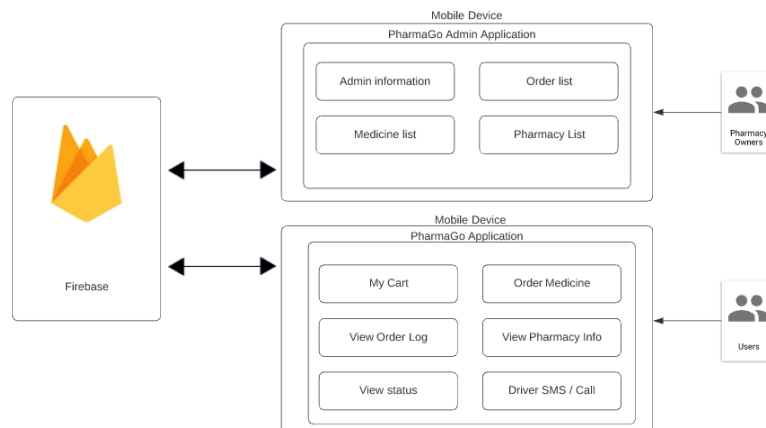 Mobile Device
PharmaGo Admin Application
Admin information
Order list
Medicine list
Pharmacy List
Pharmacy
Owners
Firebase
Mobile Device
PharmaGo Application
My Cart
Order Medicine
View Order Log
View Pharmacy Info
View status
Driver SMS / Call
Users